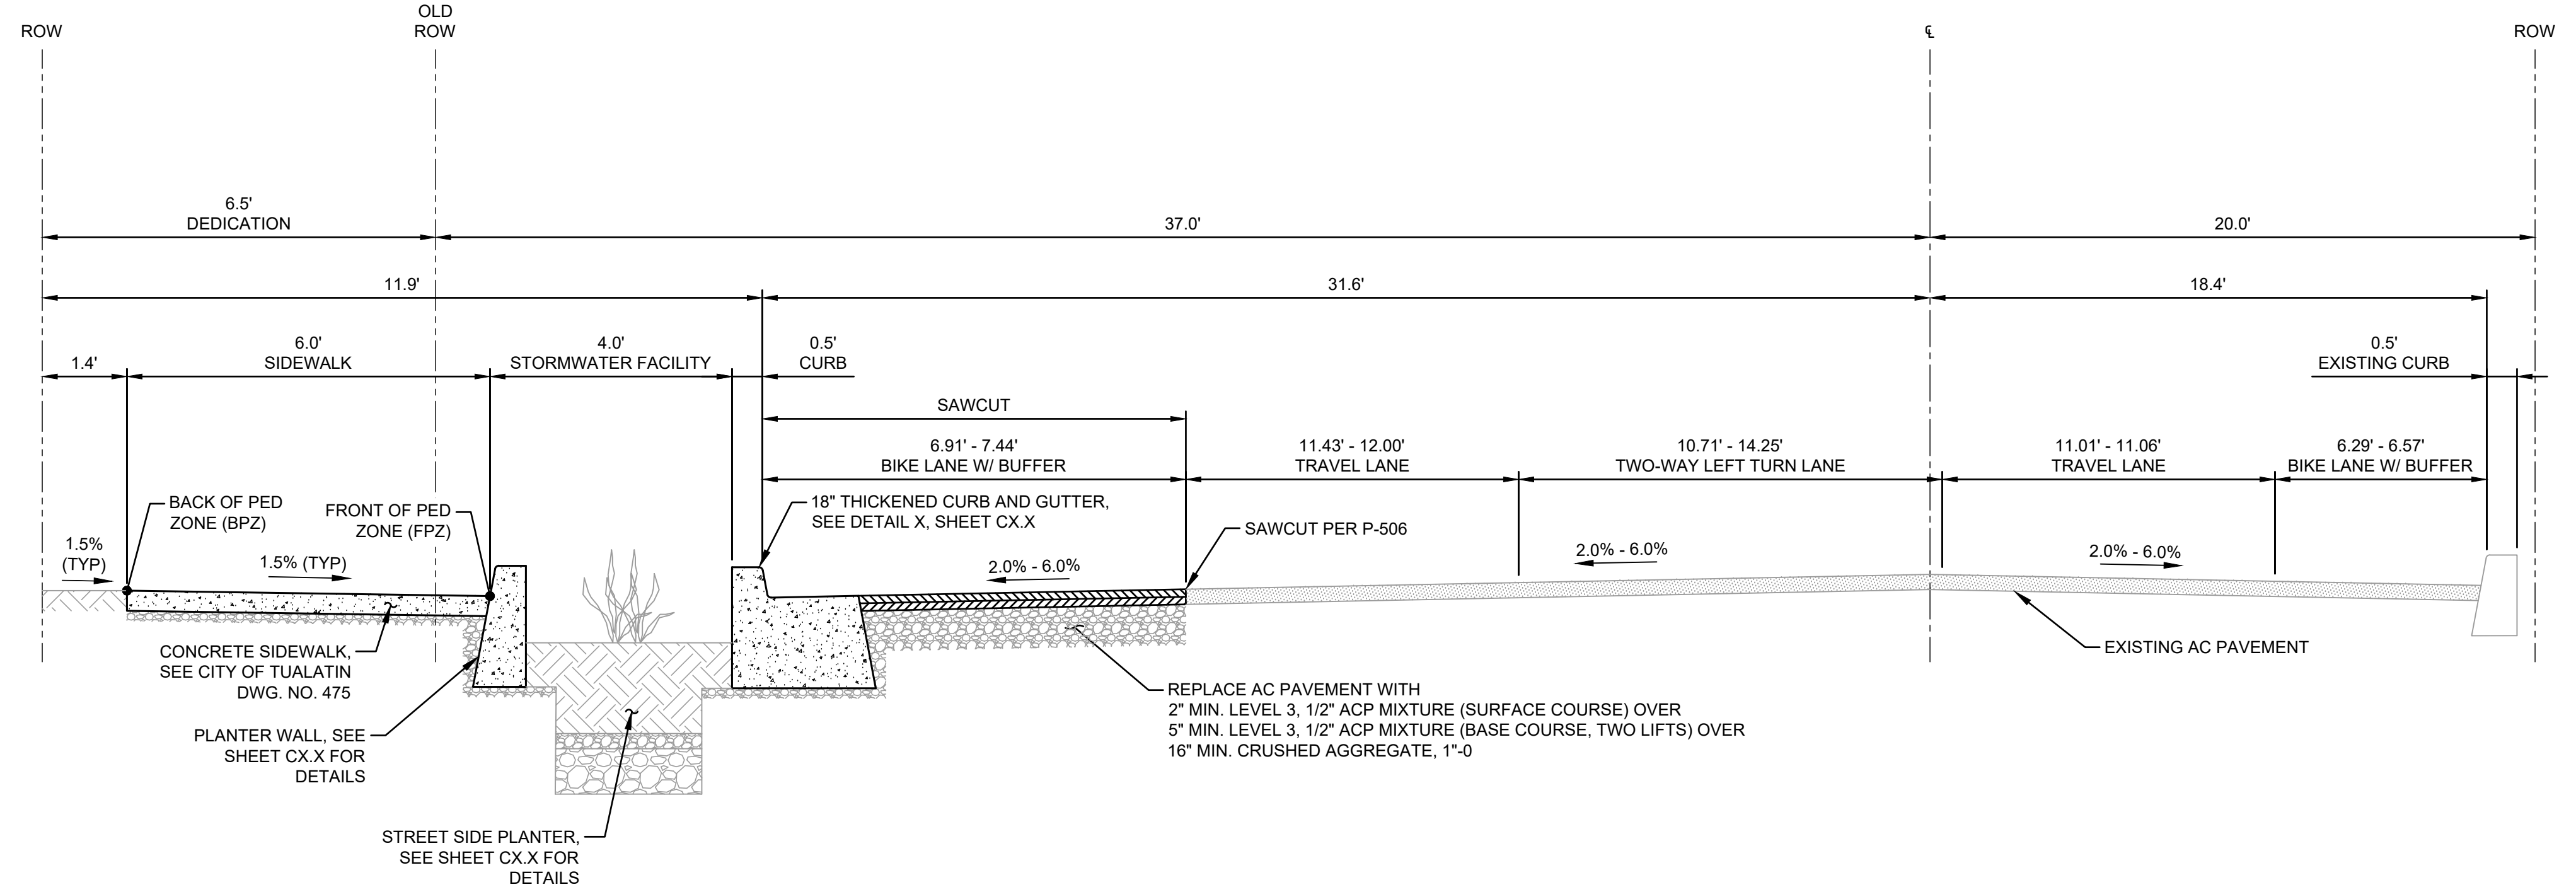 OLD
ROW
ROW
℄
ROW
6.5'
DEDICATION
37.0'
20.0'
11.9'
31.6'
18.4'
1.4'
6.0'
SIDEWALK
4.0'
STORMWATER FACILITY
0.5'
CURB
0.5'
EXISTING CURB
SAWCUT
6.91' - 7.44'
BIKE LANE W/ BUFFER
11.43' - 12.00'
TRAVEL LANE
10.71' - 14.25'
TWO-WAY LEFT TURN LANE
11.01' - 11.06'
TRAVEL LANE
6.29' - 6.57'
BIKE LANE W/ BUFFER
BACK OF PED
ZONE (BPZ)
FRONT OF PED
ZONE (FPZ)
18" THICKENED CURB AND GUTTER,
SEE DETAIL X, SHEET CX.X
SAWCUT PER P-506
1.5%
(TYP)
1.5% (TYP)
2.0% - 6.0%
2.0% - 6.0%
2.0% - 6.0%
CONCRETE SIDEWALK,
SEE CITY OF TUALATIN
DWG. NO. 475
EXISTING AC PAVEMENT
PLANTER WALL, SEE
SHEET CX.X FOR
DETAILS
REPLACE AC PAVEMENT WITH
2" MIN. LEVEL 3, 1/2" ACP MIXTURE (SURFACE COURSE) OVER
5" MIN. LEVEL 3, 1/2" ACP MIXTURE (BASE COURSE, TWO LIFTS) OVER
16" MIN. CRUSHED AGGREGATE, 1"-0
STREET SIDE PLANTER,
SEE SHEET CX.X FOR
DETAILS